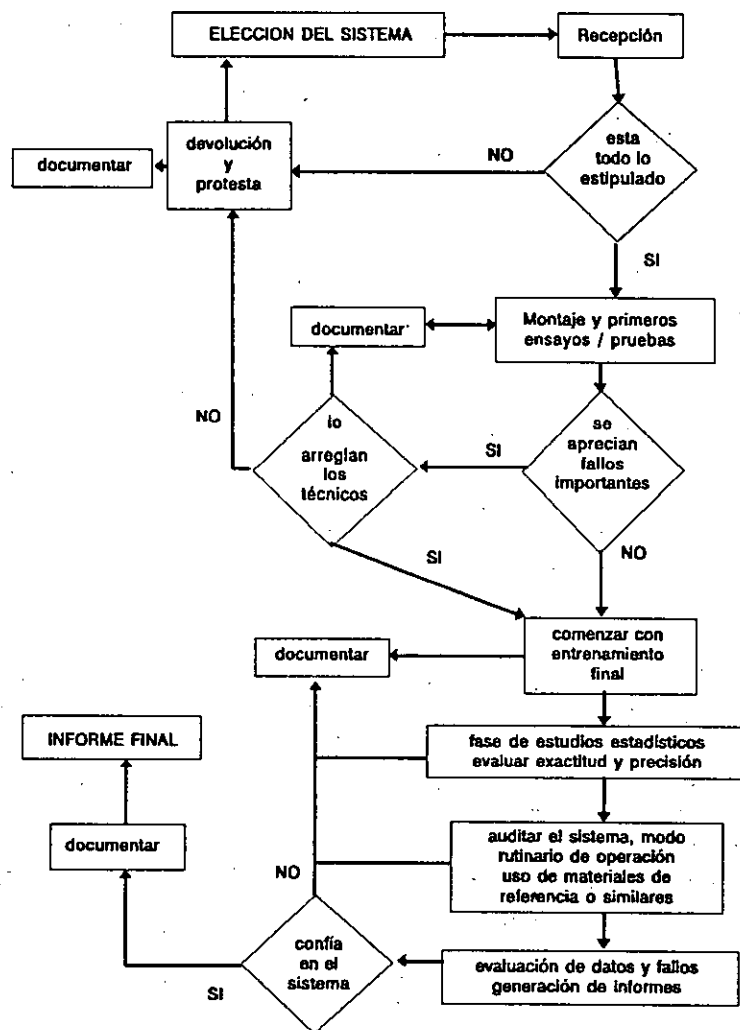 ELECCION DEL SISTEMA
Recepción
devolución
y
protesta
documentar
NO
esta
todo lo
estipulado
SI
documentar
Montaje y primeros
ensayos / pruebas
NO
lo
arreglan
los
técnicos
SI
se
aprecian
fallos
importantes
SI
NO
documentar
comenzar con
entrenamiento
final
INFORME FINAL
fase de estudios estadísticos
evaluar exactitud y precisión
documentar
auditar el sistema, modo
rutinario de operación
uso de materiales de
referencia o similares
NO
confía
en el
sistema
SI
evaluación de datos y fallos
generación de informes